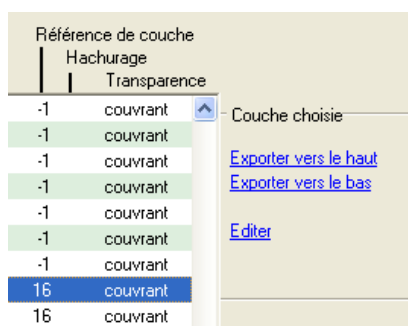 Référence de couche
Hachurage
Transparence
-1 couvrant
-1 couvrant
-1 couvrant
-1 couvrant
-1 couvrant
-1 couvrant
-1 couvrant
16 couvrant
16 couvrant
Couche choisie
Exporter vers le haut
Exporter vers le bas
Editer